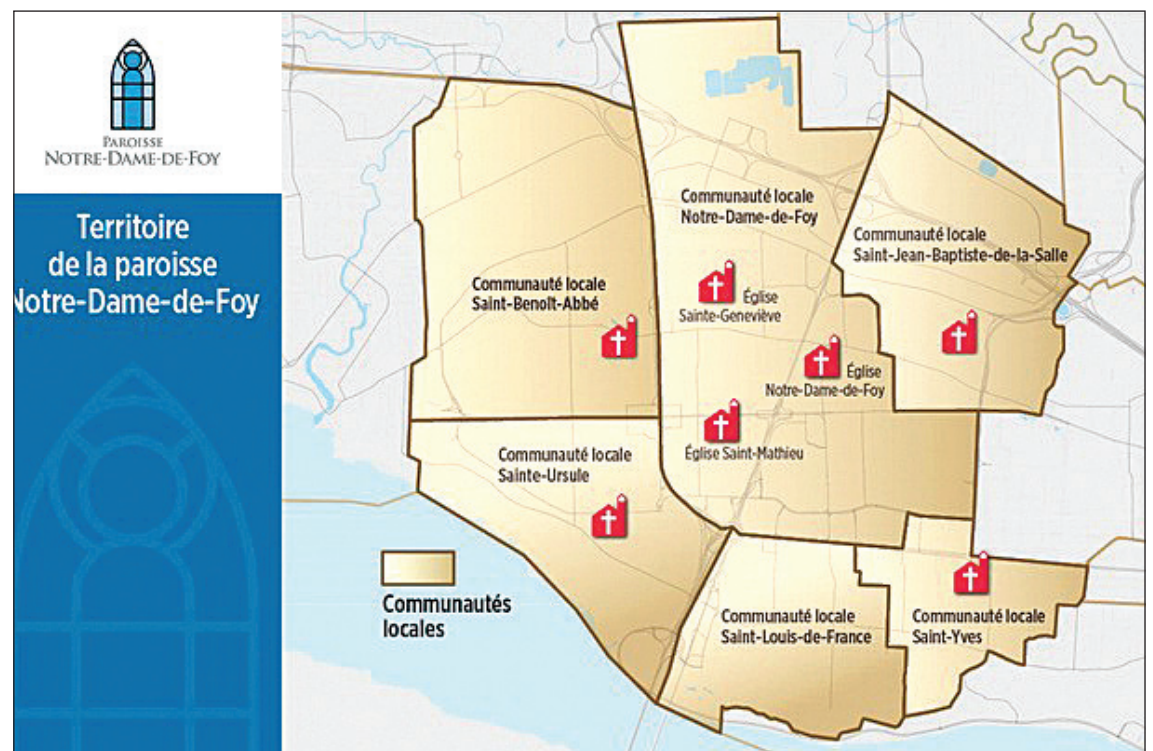 PAROISSE
NOTRE-DAME-DE-FOY
Territoire
de la paroisse
Notre-Dame-de-Foy
Communauté locale
Notre-Dame-de-Foy
Communauté locale
Saint-Jean-Baptiste-de-la-Salle
Communauté locale
Saint-Benoît-Abbé
Église
Sainte-Geneviève
Église
Notre-Dame-de-Foy
Église Saint-Mathieu
Communauté locale
Sainte-Ursule
Communautés
locales
Communauté locale
Saint-Louis-de-France
Communauté locale
Saint-Yves